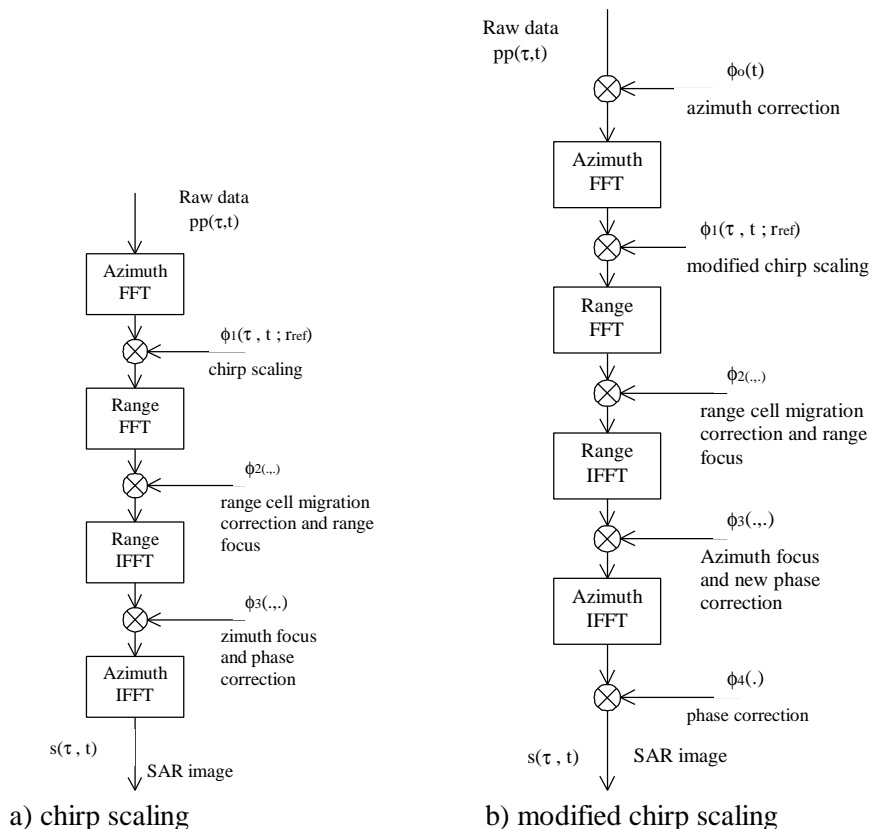 Raw data
pp(τ,t)
Azimuth
FFT
ϕ1(τ , t ; rref)
chirp scaling
Range
FFT
ϕ2(.,.)
range cell migration
correction and range
focus
Range
IFFT
ϕ3(.,.)
zimuth focus
and phase
correction
Azimuth
IFFT
s(τ , t)
SAR image
a) chirp scaling
Raw data
pp(τ,t)
ϕo(t)
azimuth correction
Azimuth
FFT
ϕ1(τ , t ; rref)
modified chirp scaling
Range
FFT
ϕ2(.,.)
range cell migration
correction and range
focus
Range
IFFT
ϕ3(.,.)
Azimuth focus
and new phase
correction
Azimuth
IFFT
ϕ4(.)
phase correction
s(τ , t)
SAR image
b) modified chirp scaling